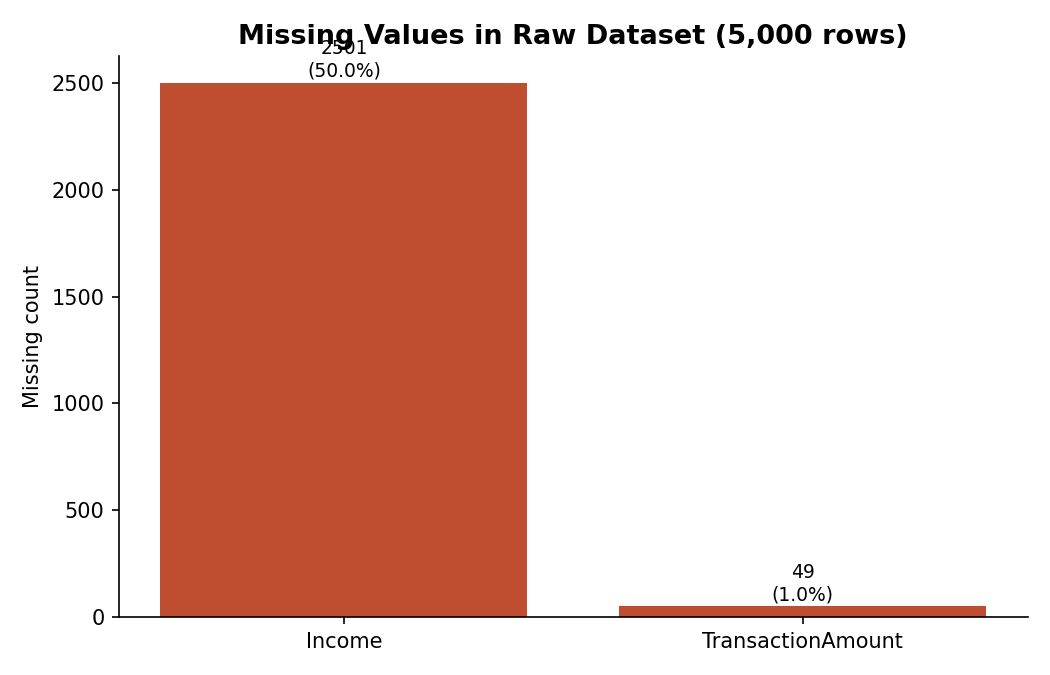 Missing Values in Raw Dataset (5,000 rows)
2501
(50.0%)
2500
2000
1500
1000
500
0
Missing count
49
(1.0%)
Income
TransactionAmount